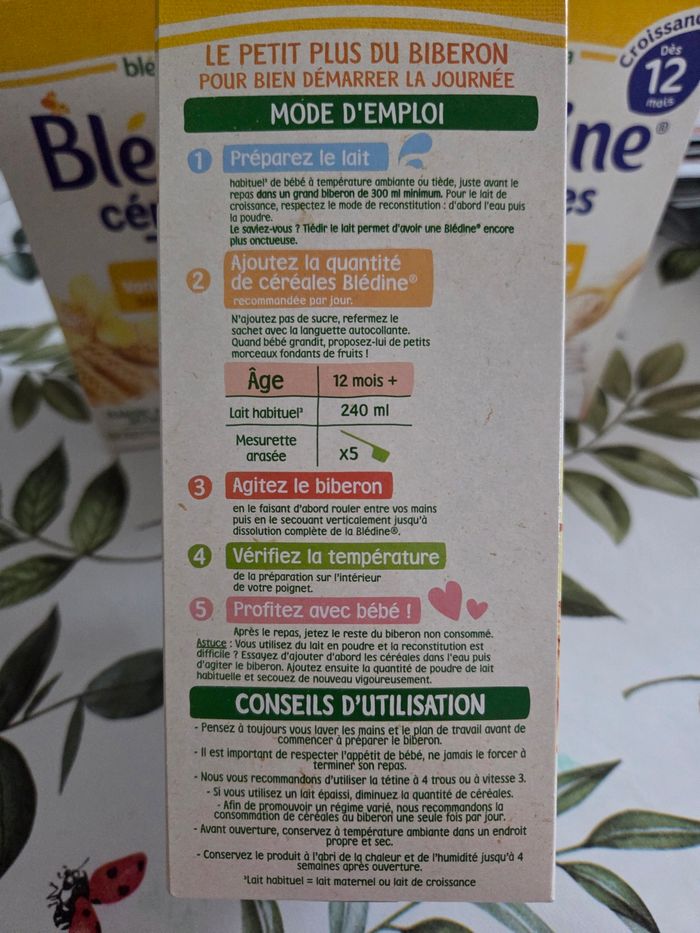 LE PETIT PLUS DU BIBERON
POUR BIEN DÉMARRER LA JOURNÉE
MODE D'EMPLOI
1 Préparez le lait
habituel³ de bébé à température ambiante ou tiède, juste avant le
repas dans un grand biberon de 300 ml minimum. Pour le lait de
croissance, respectez le mode de reconstitution : d'abord l'eau puis
la poudre.
Le saviez-vous ? Tiédir le lait permet d'avoir une Blédine® encore
plus onctueuse.
2 Ajoutez la quantité
de céréales Blédine®
recommandée par jour.
N'ajoutez pas de sucre, refermez le
sachet avec la languette autocollante.
Quand bébé grandit, proposez-lui de petits
morceaux fondants de fruits !
Âge 12 mois +
Lait habituel³ 240 ml
Mesurette
arasée x5
3 Agitez le biberon
en le faisant d'abord rouler entre vos mains
puis en le secouant verticalement jusqu'à
dissolution complète de la Blédine®.
4 Vérifiez la température
de la préparation sur l'intérieur
de votre poignet.
5 Profitez avec bébé !
Après le repas, jetez le reste du biberon non consommé.
Astuce : Vous utilisez du lait en poudre et la reconstitution est
difficile ? Essayez d'ajouter d'abord les céréales dans l'eau puis
d'agiter le biberon. Ajoutez ensuite la quantité de poudre de lait
habituelle et secouez de nouveau vigoureusement.
CONSEILS D'UTILISATION
- Pensez à toujours vous laver les mains et le plan de travail avant de
commencer à préparer le biberon.
- Il est important de respecter l'appétit de bébé, ne jamais le forcer à
terminer son repas.
- Nous vous recommandons d'utiliser la tétine à 4 trous ou à vitesse 3.
- Si vous utilisez un lait épaissi, diminuez la quantité de céréales.
- Afin de promouvoir un régime varié, nous recommandons la
consommation de céréales au biberon une seule fois par jour.
- Avant ouverture, conservez à température ambiante dans un endroit
propre et sec.
- Conservez le produit à l'abri de la chaleur et de l'humidité jusqu'à 4
semaines après ouverture.
³Lait habituel = lait maternel ou lait de croissance
blé
Blé
cér
Croissan
Dès
12
mois
ine®
es